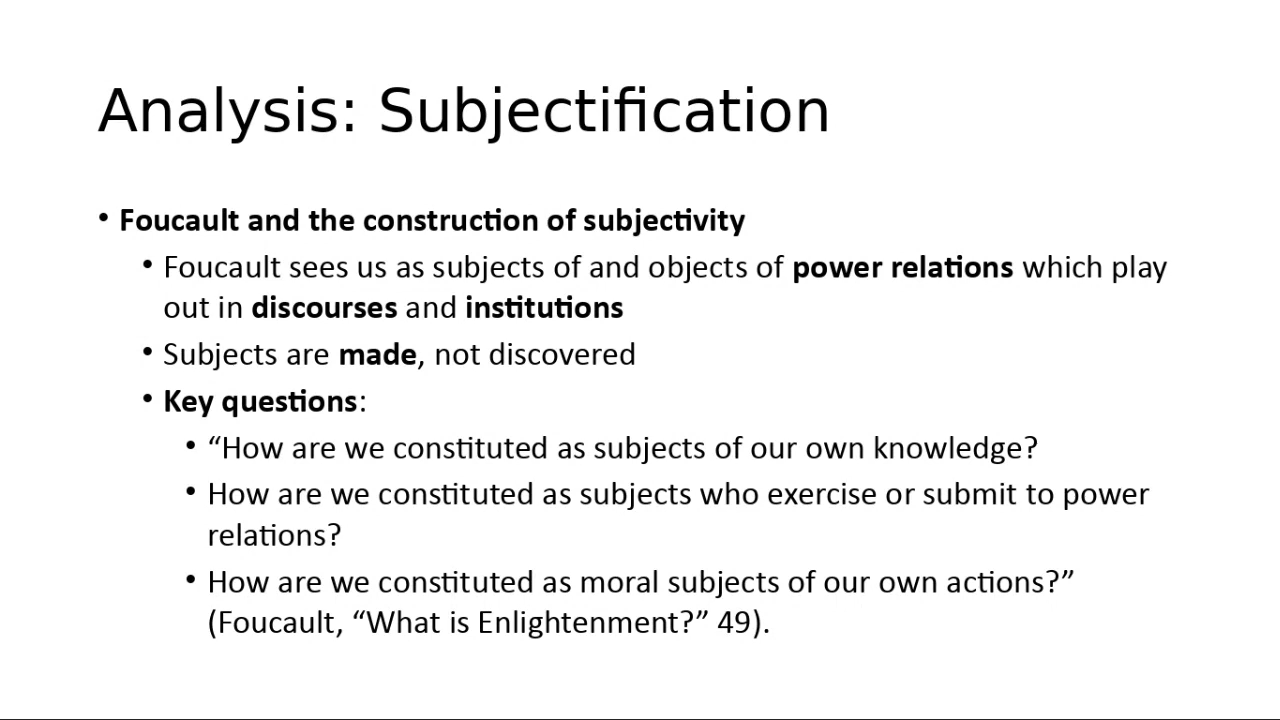 Analysis: Subjectification
• Foucault and the construction of subjectivity
• Foucault sees us as subjects of and objects of power relations which play
out in discourses and institutions
• Subjects are made, not discovered
• Key questions:
• “How are we constituted as subjects of our own knowledge?
• How are we constituted as subjects who exercise or submit to power
relations?
• How are we constituted as moral subjects of our own actions?”
(Foucault, “What is Enlightenment?” 49).